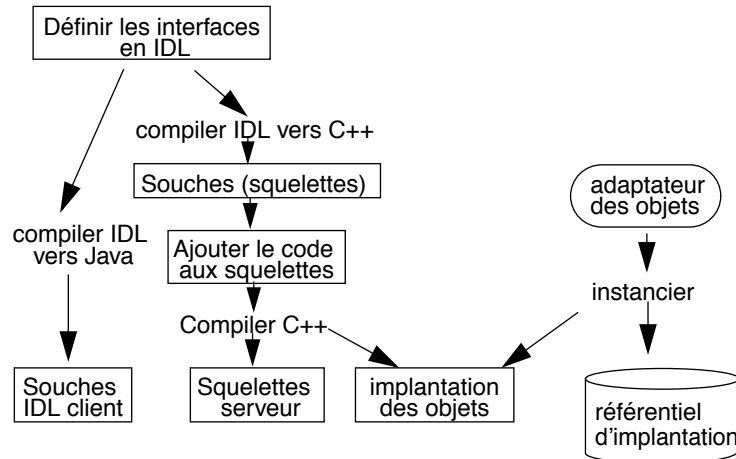 Définir les interfaces
en IDL
compiler IDL vers C++
Souches (squelettes)
adaptateur
des objets
compiler IDL
vers Java
Ajouter le code
aux squelettes
instancier
Compiler C++
Souches
IDL client
Squelettes
serveur
implantation
des objets
référentiel
d'implantation